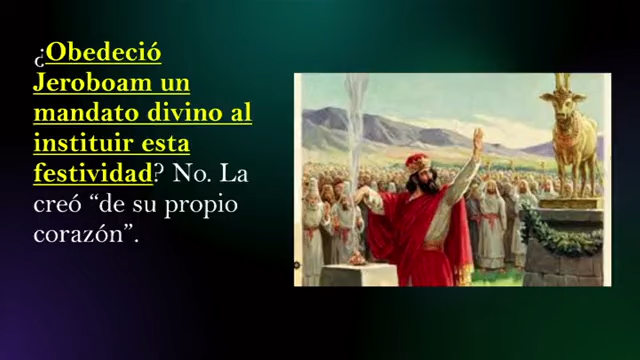 ¿Obedeció
Jeroboam un
mandato divino al
instituir esta
festividad? No. La
creó “de su propio
corazón”.